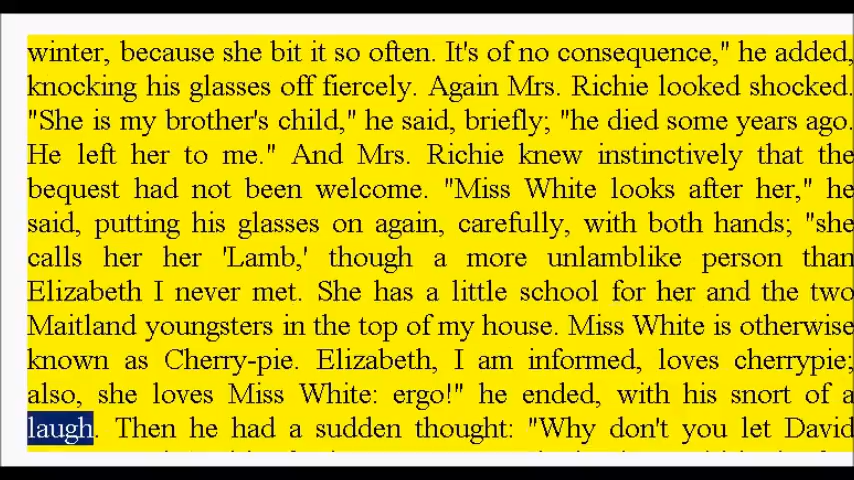 winter, because she bit it so often. It's of no consequence," he added,
knocking his glasses off fiercely. Again Mrs. Richie looked shocked.
"She is my brother's child," he said, briefly; "he died some years ago.
He left her to me." And Mrs. Richie knew instinctively that the
bequest had not been welcome. "Miss White looks after her," he
said, putting his glasses on again, carefully, with both hands; "she
calls her her 'Lamb,' though a more unlamblike person than
Elizabeth I never met. She has a little school for her and the two
Maitland youngsters in the top of my house. Miss White is otherwise
known as Cherry-pie. Elizabeth, I am informed, loves cherrypie;
also, she loves Miss White: ergo!" he ended, with his snort of a
laugh. Then he had a sudden thought: "Why don't you let David